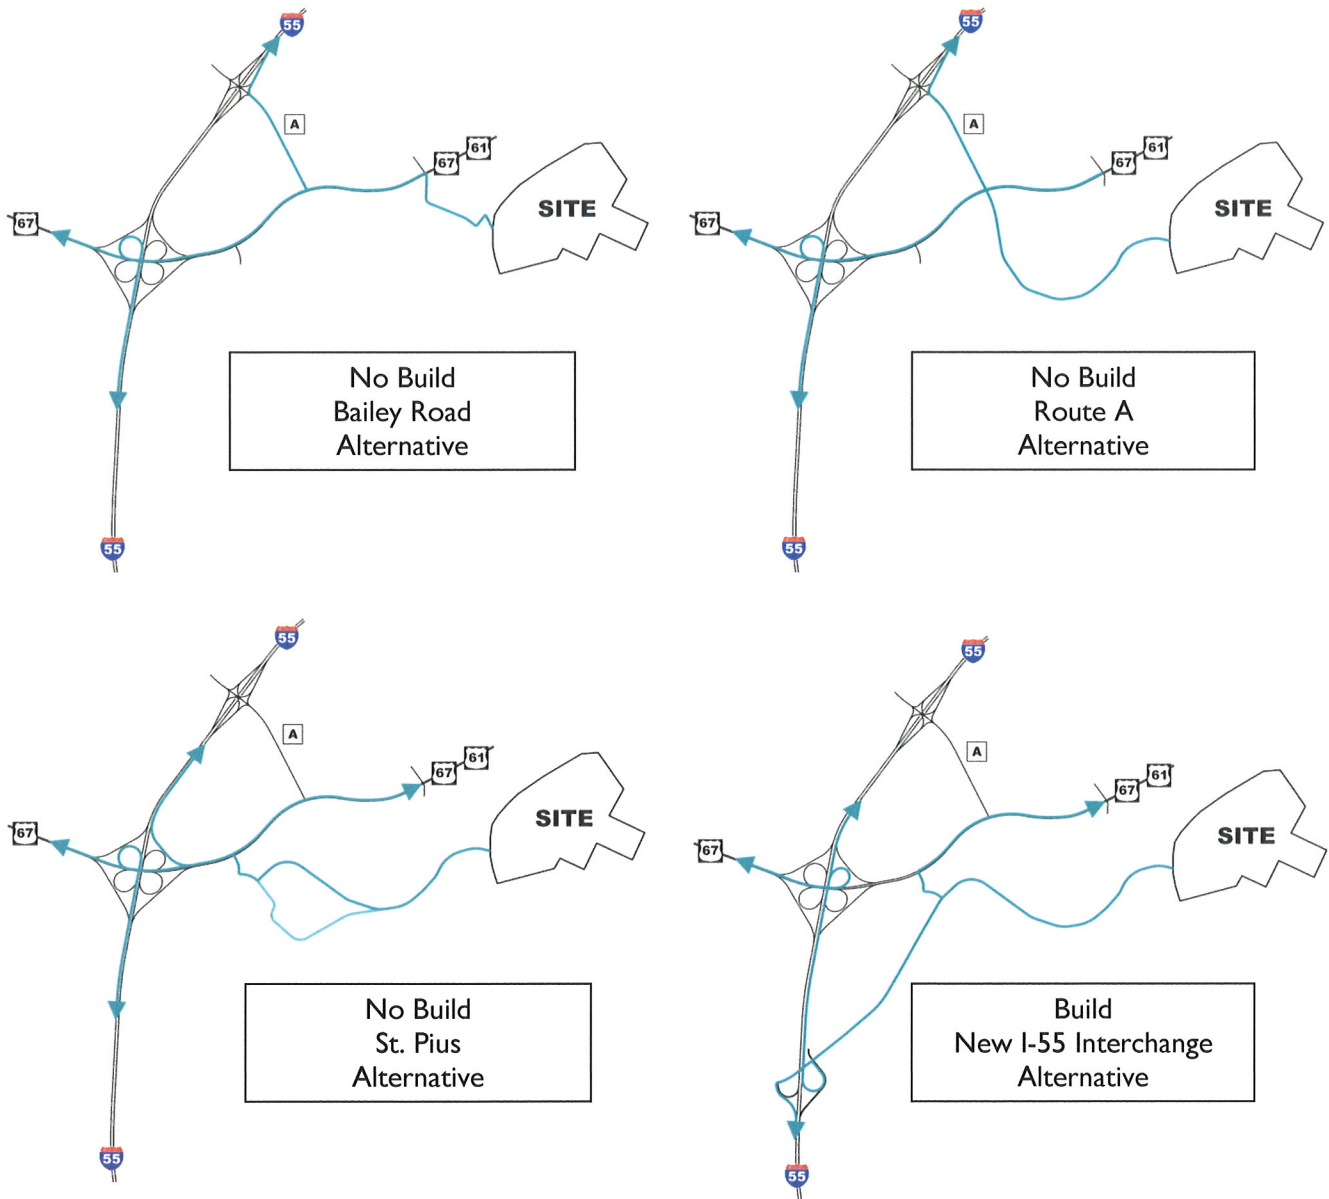 55
A
67 61
67
SITE
No Build
Bailey Road
Alternative
55
55
A
67 61
67
SITE
No Build
Route A
Alternative
55
55
A
67 61
67
SITE
No Build
St. Pius
Alternative
55
55
A
67 61
67
SITE
Build
New I-55 Interchange
Alternative
55